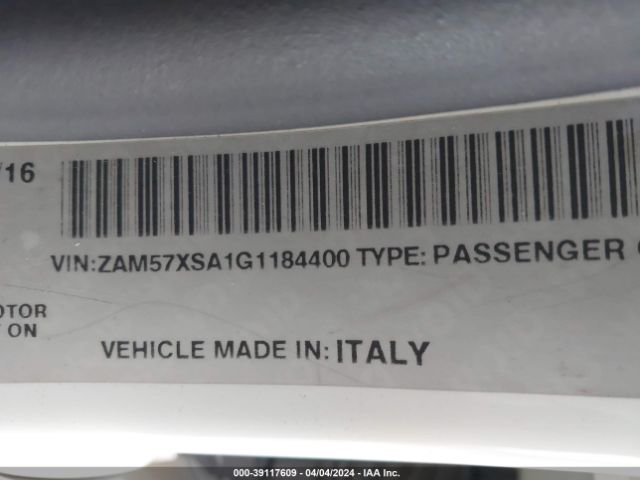 /16
VIN:ZAM57XSA1G1184400 TYPE: PASSENGER
OTOR
ON
VEHICLE MADE IN: ITALY
000-39117609 - 04/04/2024 - IAA Inc.